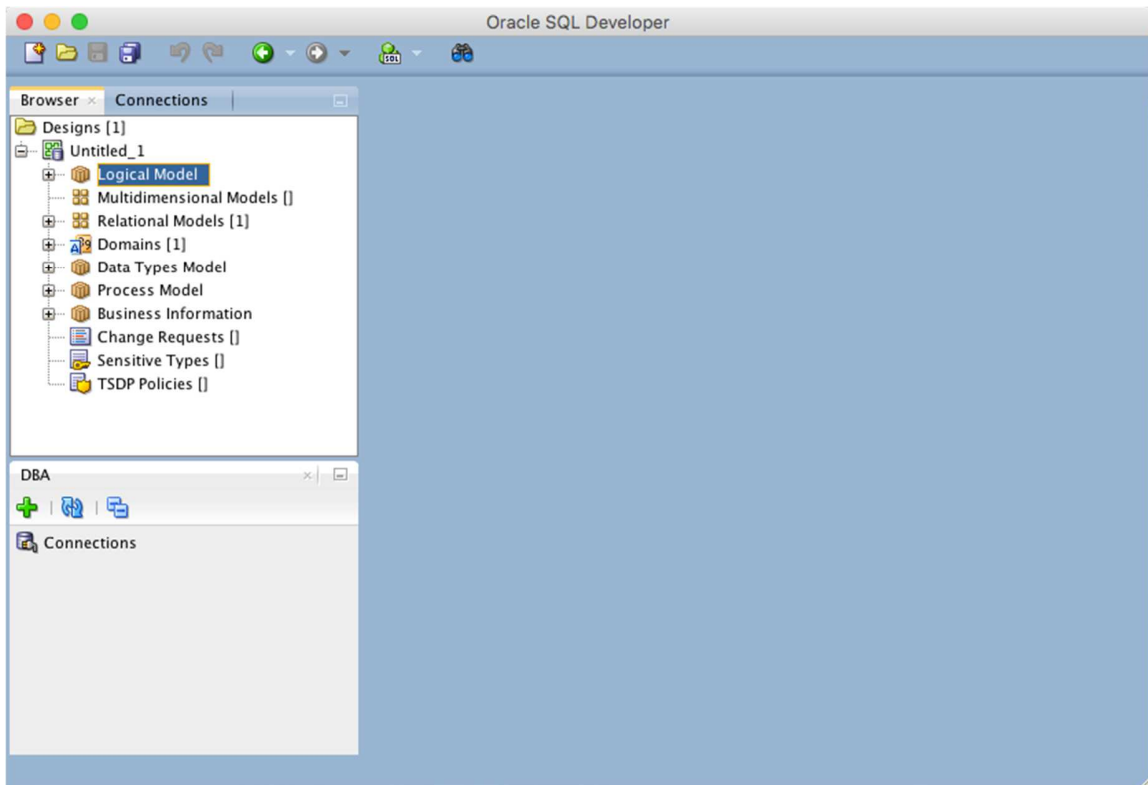 Oracle SQL Developer
SQL
Browser Connections
Designs [1]
Untitled_1
Logical Model
Multidimensional Models []
Relational Models [1]
Domains [1]
Data Types Model
Process Model
Business Information
Change Requests []
Sensitive Types []
TSDP Policies []
DBA
Connections